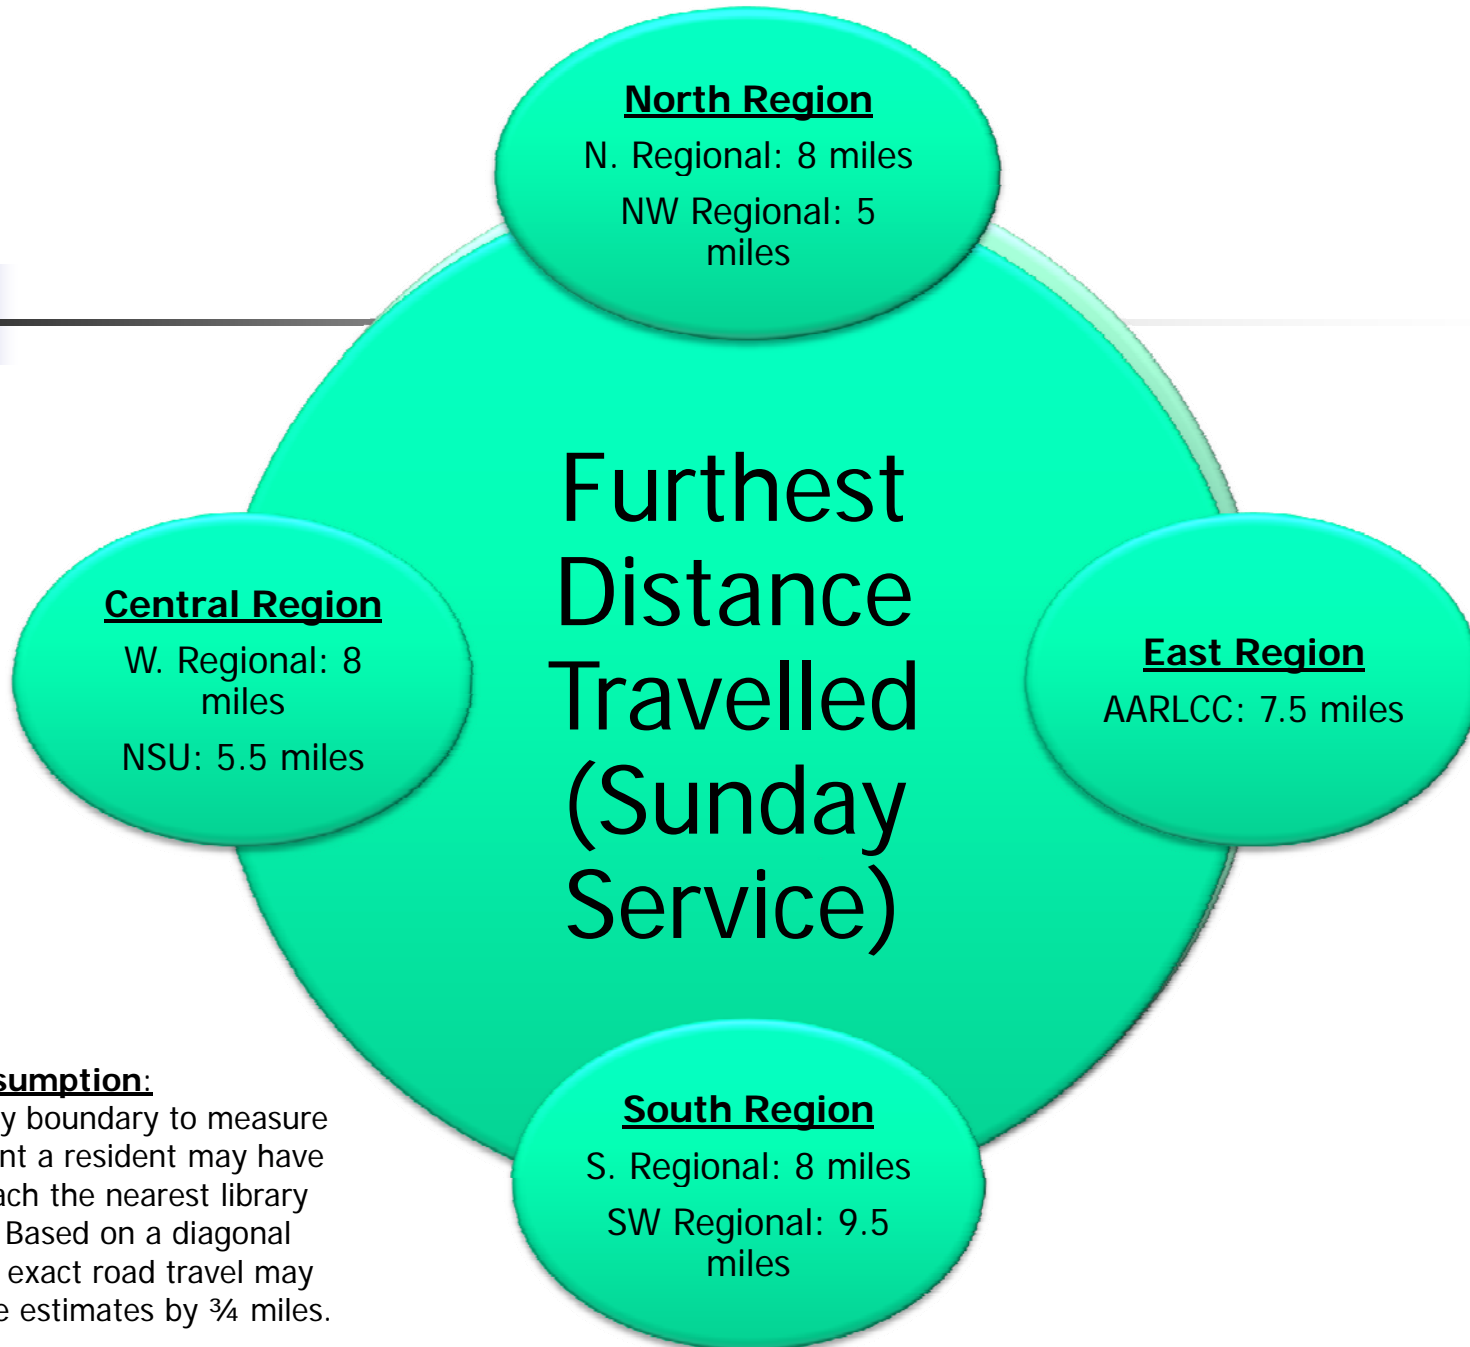 North Region
N. Regional: 8 miles
NW Regional: 5
miles
Furthest
Distance
Travelled
(Sunday
Service)
Central Region
W. Regional: 8
miles
NSU: 5.5 miles
East Region
AARLCC: 7.5 miles
South Region
S. Regional: 8 miles
SW Regional: 9.5
miles
sumption:
y boundary to measure
nt a resident may have
ach the nearest library
Based on a diagonal
exact road travel may
e estimates by ¾ miles.